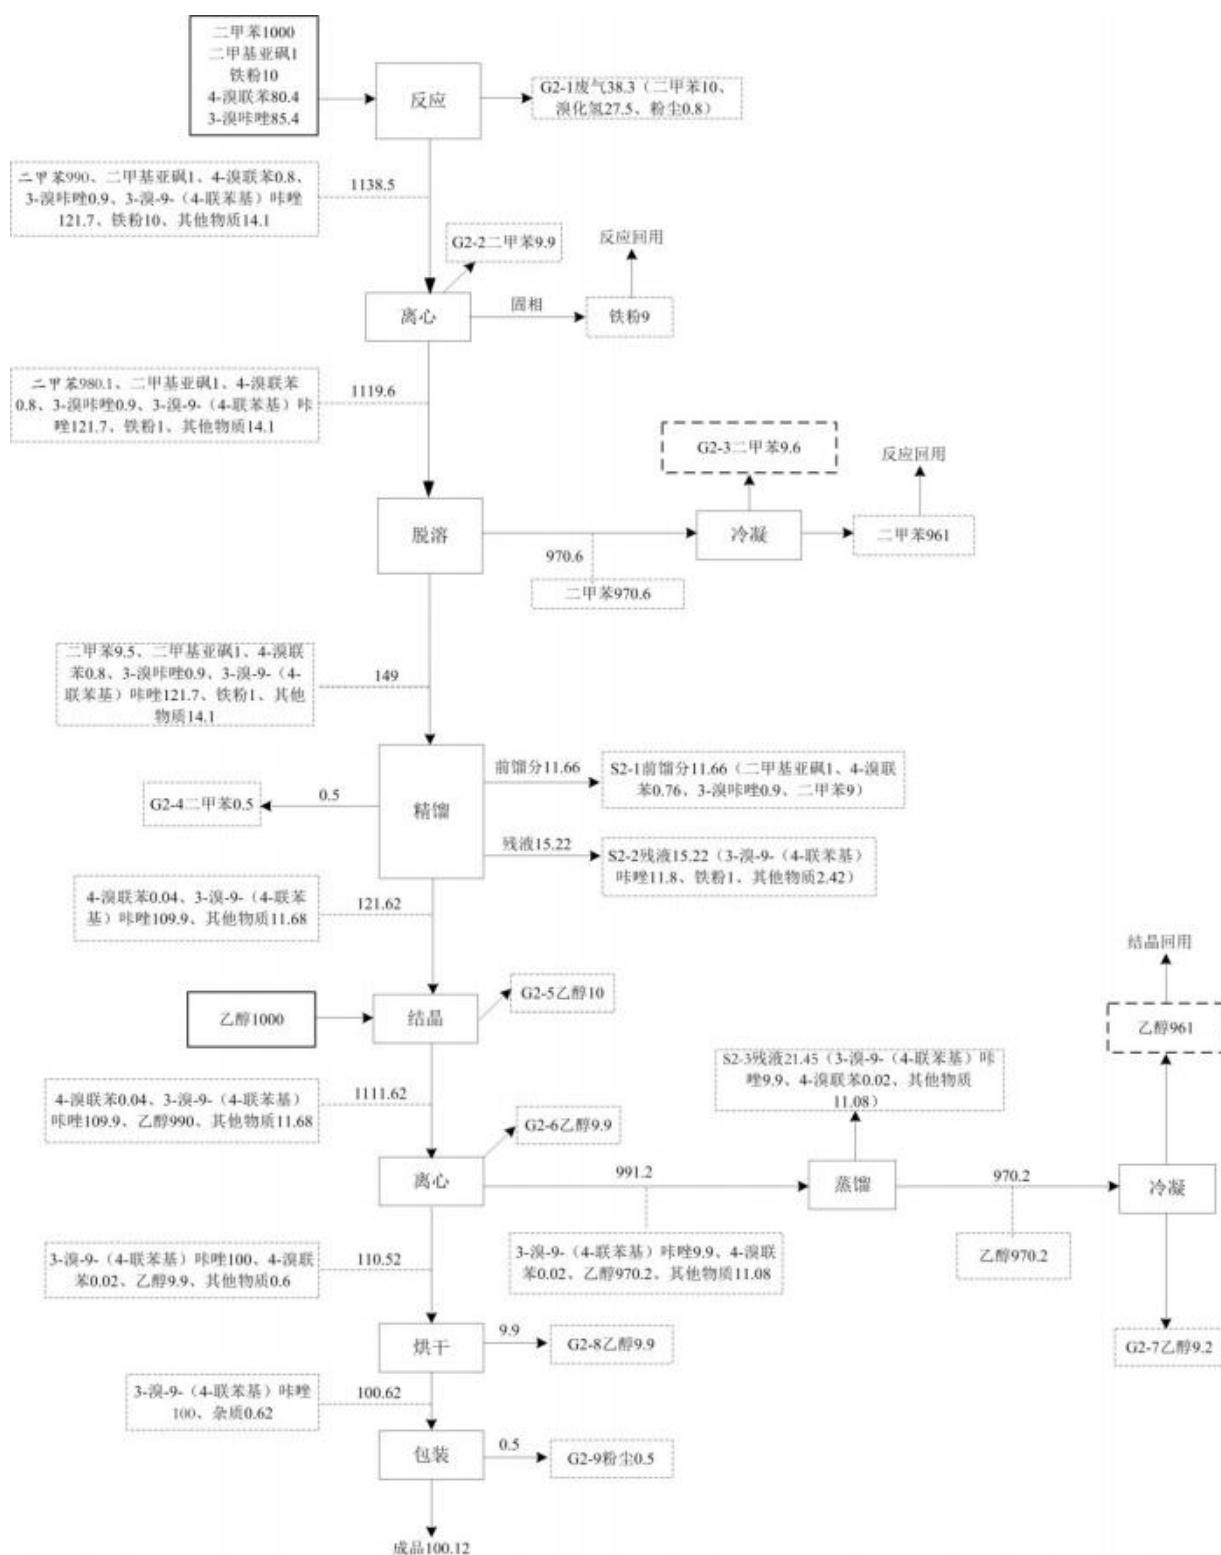 二甲苯1000
二甲基亚砜1
铁粉10
4-溴联苯80.4
3-溴咔唑85.4
反应
G2-1废气38.3（二甲苯10、
溴化氢27.5、粉尘0.8）
二甲苯990、二甲基亚砜1、4-溴联苯0.8、
3-溴咔唑0.9、3-溴-9-（4-联苯基）咔唑
121.7、铁粉10、其他物质14.1
1138.5
G2-2二甲苯9.9
反应回用
离心
固相
铁粉9
二甲苯980.1、二甲基亚砜1、4-溴联苯
0.8、3-溴咔唑0.9、3-溴-9-（4-联苯基）咔
唑121.7、铁粉1、其他物质14.1
1119.6
G2-3二甲苯9.6
反应回用
脱溶
冷凝
二甲苯961
970.6
二甲苯970.6
二甲苯9.5、二甲基亚砜1、4-溴联
苯0.8、3-溴咔唑0.9、3-溴-9-（4-
联苯基）咔唑121.7、铁粉1、其他
物质14.1
149
精馏
前馏分11.66
S2-1前馏分11.66（二甲基亚砜1、4-溴联
苯0.76、3-溴咔唑0.9、二甲苯9）
G2-4二甲苯0.5
0.5
残液15.22
S2-2残液15.22（3-溴-9-（4-联苯基）
咔唑11.8、铁粉1、其他物质2.42）
4-溴联苯0.04、3-溴-9-（4-联苯
基）咔唑109.9、其他物质11.68
121.62
结晶回用
乙醇1000
结晶
G2-5乙醇10
乙醇961
S2-3残液21.45（3-溴-9-（4-联苯基）咔
唑9.9、4-溴联苯0.02、其他物质
11.08）
4-溴联苯0.04、3-溴-9-（4-联苯基）
咔唑109.9、乙醇990、其他物质11.68
1111.62
G2-6乙醇9.9
离心
991.2
蒸馏
970.2
冷凝
3-溴-9-（4-联苯基）咔唑100、4-溴联
苯0.02、乙醇9.9、其他物质0.6
110.52
3-溴-9-（4-联苯基）咔唑9.9、4-溴联
苯0.02、乙醇970.2、其他物质11.08
乙醇970.2
烘干
9.9
G2-8乙醇9.9
G2-7乙醇9.2
3-溴-9-（4-联苯基）咔唑
100、杂质0.62
100.62
包装
0.5
G2-9粉尘0.5
成品100.12